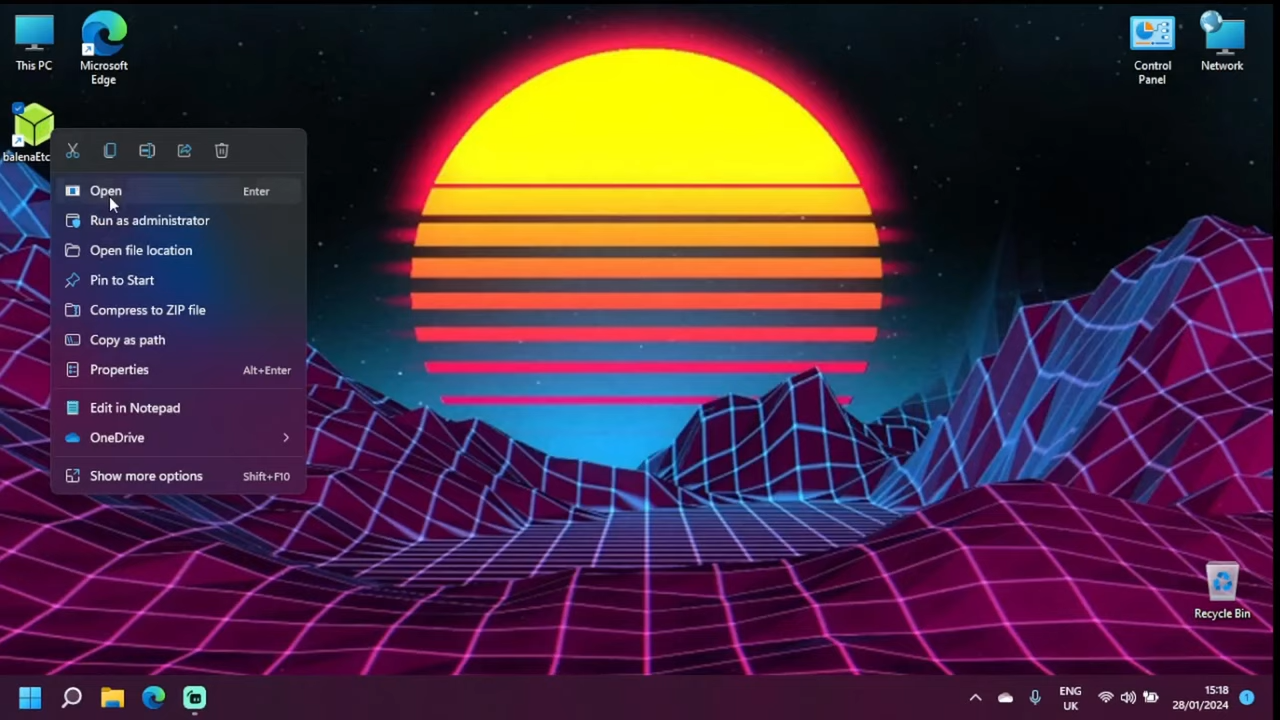 This PC
Microsoft
Edge
Control
Panel
Network
balenaEtc
Open Enter
Run as administrator
Open file location
Pin to Start
Compress to ZIP file
Copy as path
Properties Alt+Enter
Edit in Notepad
OneDrive
Show more options Shift+F10
Recycle Bin
ENG
UK
15:18
28/01/2024
1